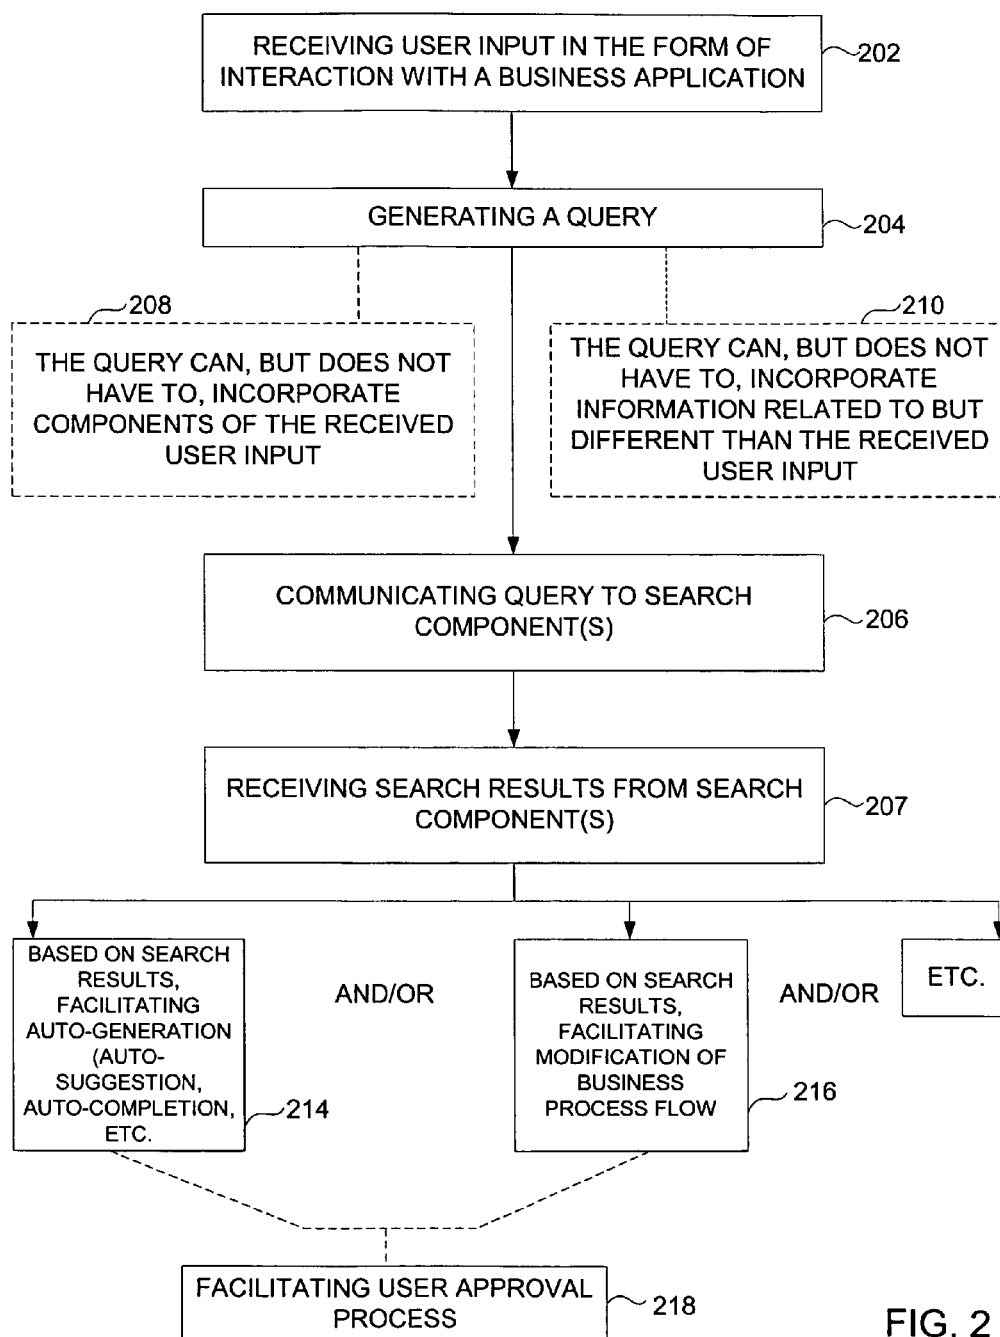 RECEIVING USER INPUT IN THE FORM OF
INTERACTION WITH A BUSINESS APPLICATION
202
GENERATING A QUERY
204
208
THE QUERY CAN, BUT DOES NOT
HAVE TO, INCORPORATE
COMPONENTS OF THE RECEIVED
USER INPUT
210
THE QUERY CAN, BUT DOES NOT
HAVE TO, INCORPORATE
INFORMATION RELATED TO BUT
DIFFERENT THAN THE RECEIVED
USER INPUT
COMMUNICATING QUERY TO SEARCH
COMPONENT(S)
206
RECEIVING SEARCH RESULTS FROM SEARCH
COMPONENT(S)
207
BASED ON SEARCH
RESULTS,
FACILITATING
AUTO-GENERATION
(AUTO-
SUGGESTION,
AUTO-COMPLETION,
ETC.
214
AND/OR
BASED ON SEARCH
RESULTS,
FACILITATING
MODIFICATION OF
BUSINESS
PROCESS FLOW
216
AND/OR
ETC.
FACILITATING USER APPROVAL
PROCESS
218
FIG. 2